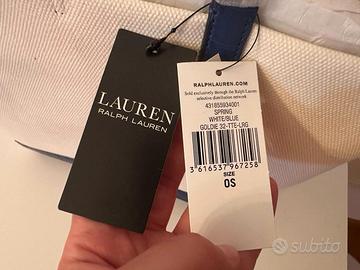 LAUREN
RALPH LAUREN
RALPHLAUREN.COM
Sold exclusively through the Ralph Lauren
selective distribution network
431855934001
SPRING
WHITE/BLUE
GOLDIE 32-TTE-LRG
3 616537 967258
SIZE
OS
subito